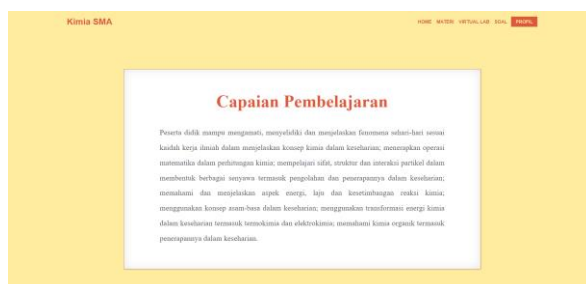 Kimia SMA
HOME MATERI VIRTUAL LAB SOAL PROFIL
Capaian Pembelajaran
Peserta didik mampu mengamati, menyelidiki dan menjelaskan fenomena sehari-hari sesuai
kaidah kerja ilmiah dalam menjelaskan konsep kimia dalam keseharian; menerapkan operasi
matematika dalam perhitungan kimia; mempelajari sifat, struktur dan interaksi partikel dalam
membentuk berbagai senyawa termasuk pengolahan dan penerapannya dalam keseharian;
memahami dan menjelaskan aspek energi, laju dan kesetimbangan reaksi kimia;
menggunakan konsep asam-basa dalam keseharian; menggunakan transformasi energi kimia
dalam keseharian termasuk termokimia dan elektrokimia; memahami kimia organik termasuk
penerapannya dalam keseharian.